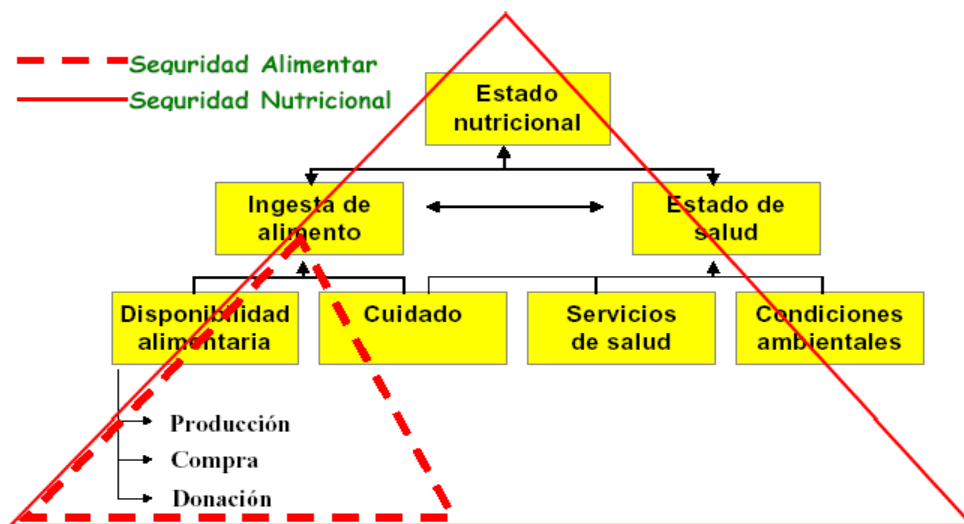 Seguridad Alimentar
Seguridad Nutricional
Estado
nutricional
Ingesta de
alimento
Estado de
salud
Disponibilidad
alimentaria
Cuidado
Servicios
de salud
Condiciones
ambientales
Producción
Compra
Donación